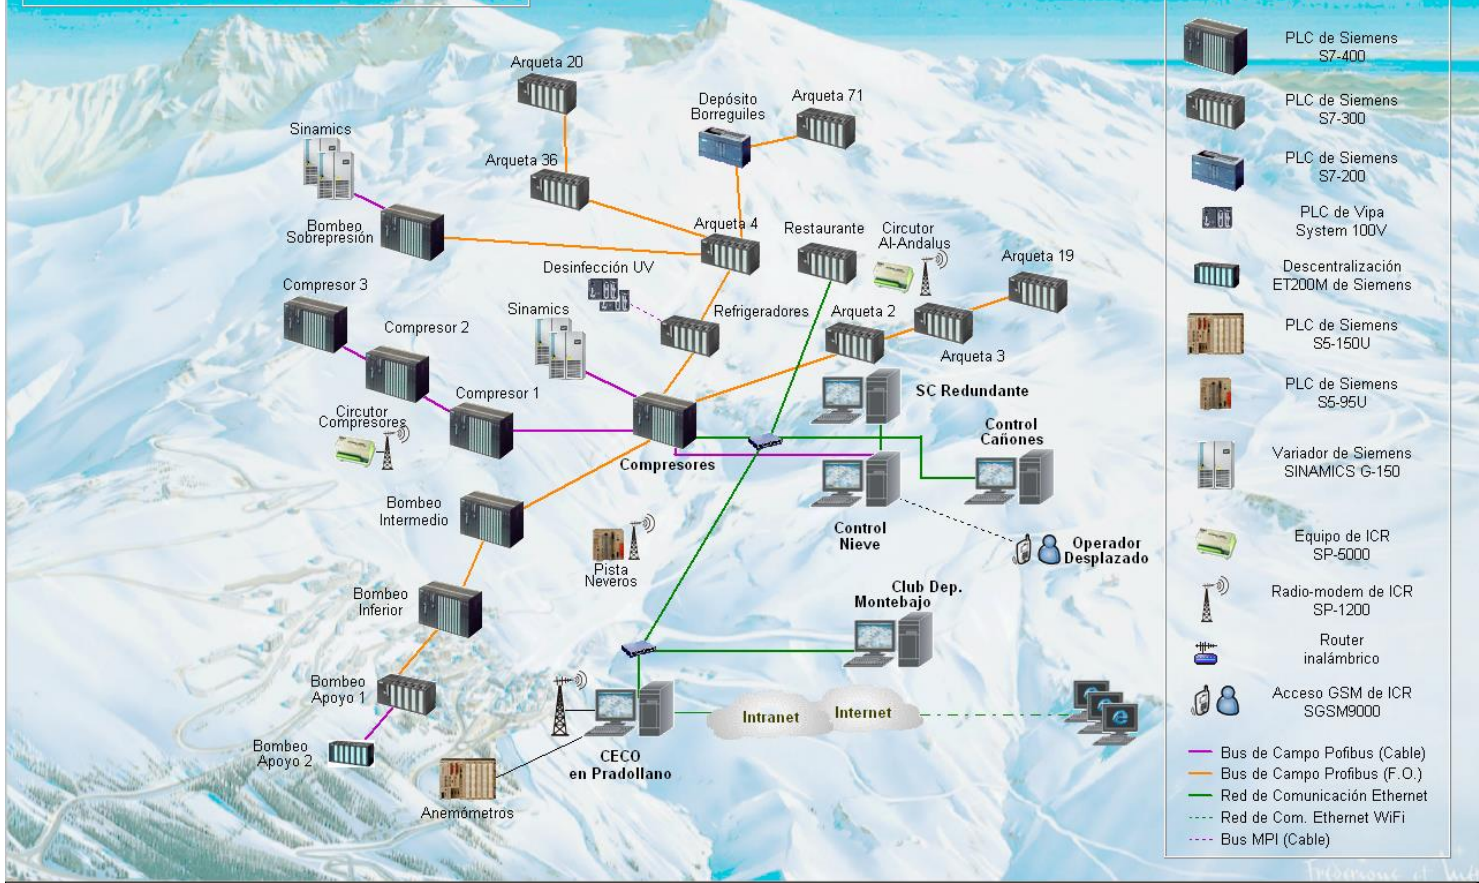 Arqueta 20
Depósito
Borreguiles
Arqueta 71
Sinamics
Arqueta 36
Bombeo
Sobrepresión
Arqueta 4
Restaurante
Circutor
Al-Andalus
Arqueta 19
Desinfección UV
Compresor 3
Sinamics
Refrigeradores
Arqueta 2
Compresor 2
Arqueta 3
Compresor 1
SC Redundante
Circutor
Compresores
Control
Cañones
Compresores
Bombeo
Intermedio
Control
Nieve
Operador
Desplazado
Pista
Neveros
Bombeo
Inferior
Club Dep.
Montebajo
Bombeo
Apoyo 1
Intranet
Internet
Bombeo
Apoyo 2
CECO
en Pradollano
Anemómetros
PLC de Siemens
S7-400
PLC de Siemens
S7-300
PLC de Siemens
S7-200
PLC de Vipa
System 100V
Descentralización
ET200M de Siemens
PLC de Siemens
S5-150U
PLC de Siemens
S5-95U
Variador de Siemens
SINAMICS G-150
Equipo de ICR
SP-5000
Radio-modem de ICR
SP-1200
Router
inalámbrico
Acceso GSM de ICR
SGSM9000
Bus de Campo Pofibus (Cable)
Bus de Campo Profibus (F.O.)
Red de Comunicación Ethernet
Red de Com. Ethernet WiFi
Bus MPI (Cable)